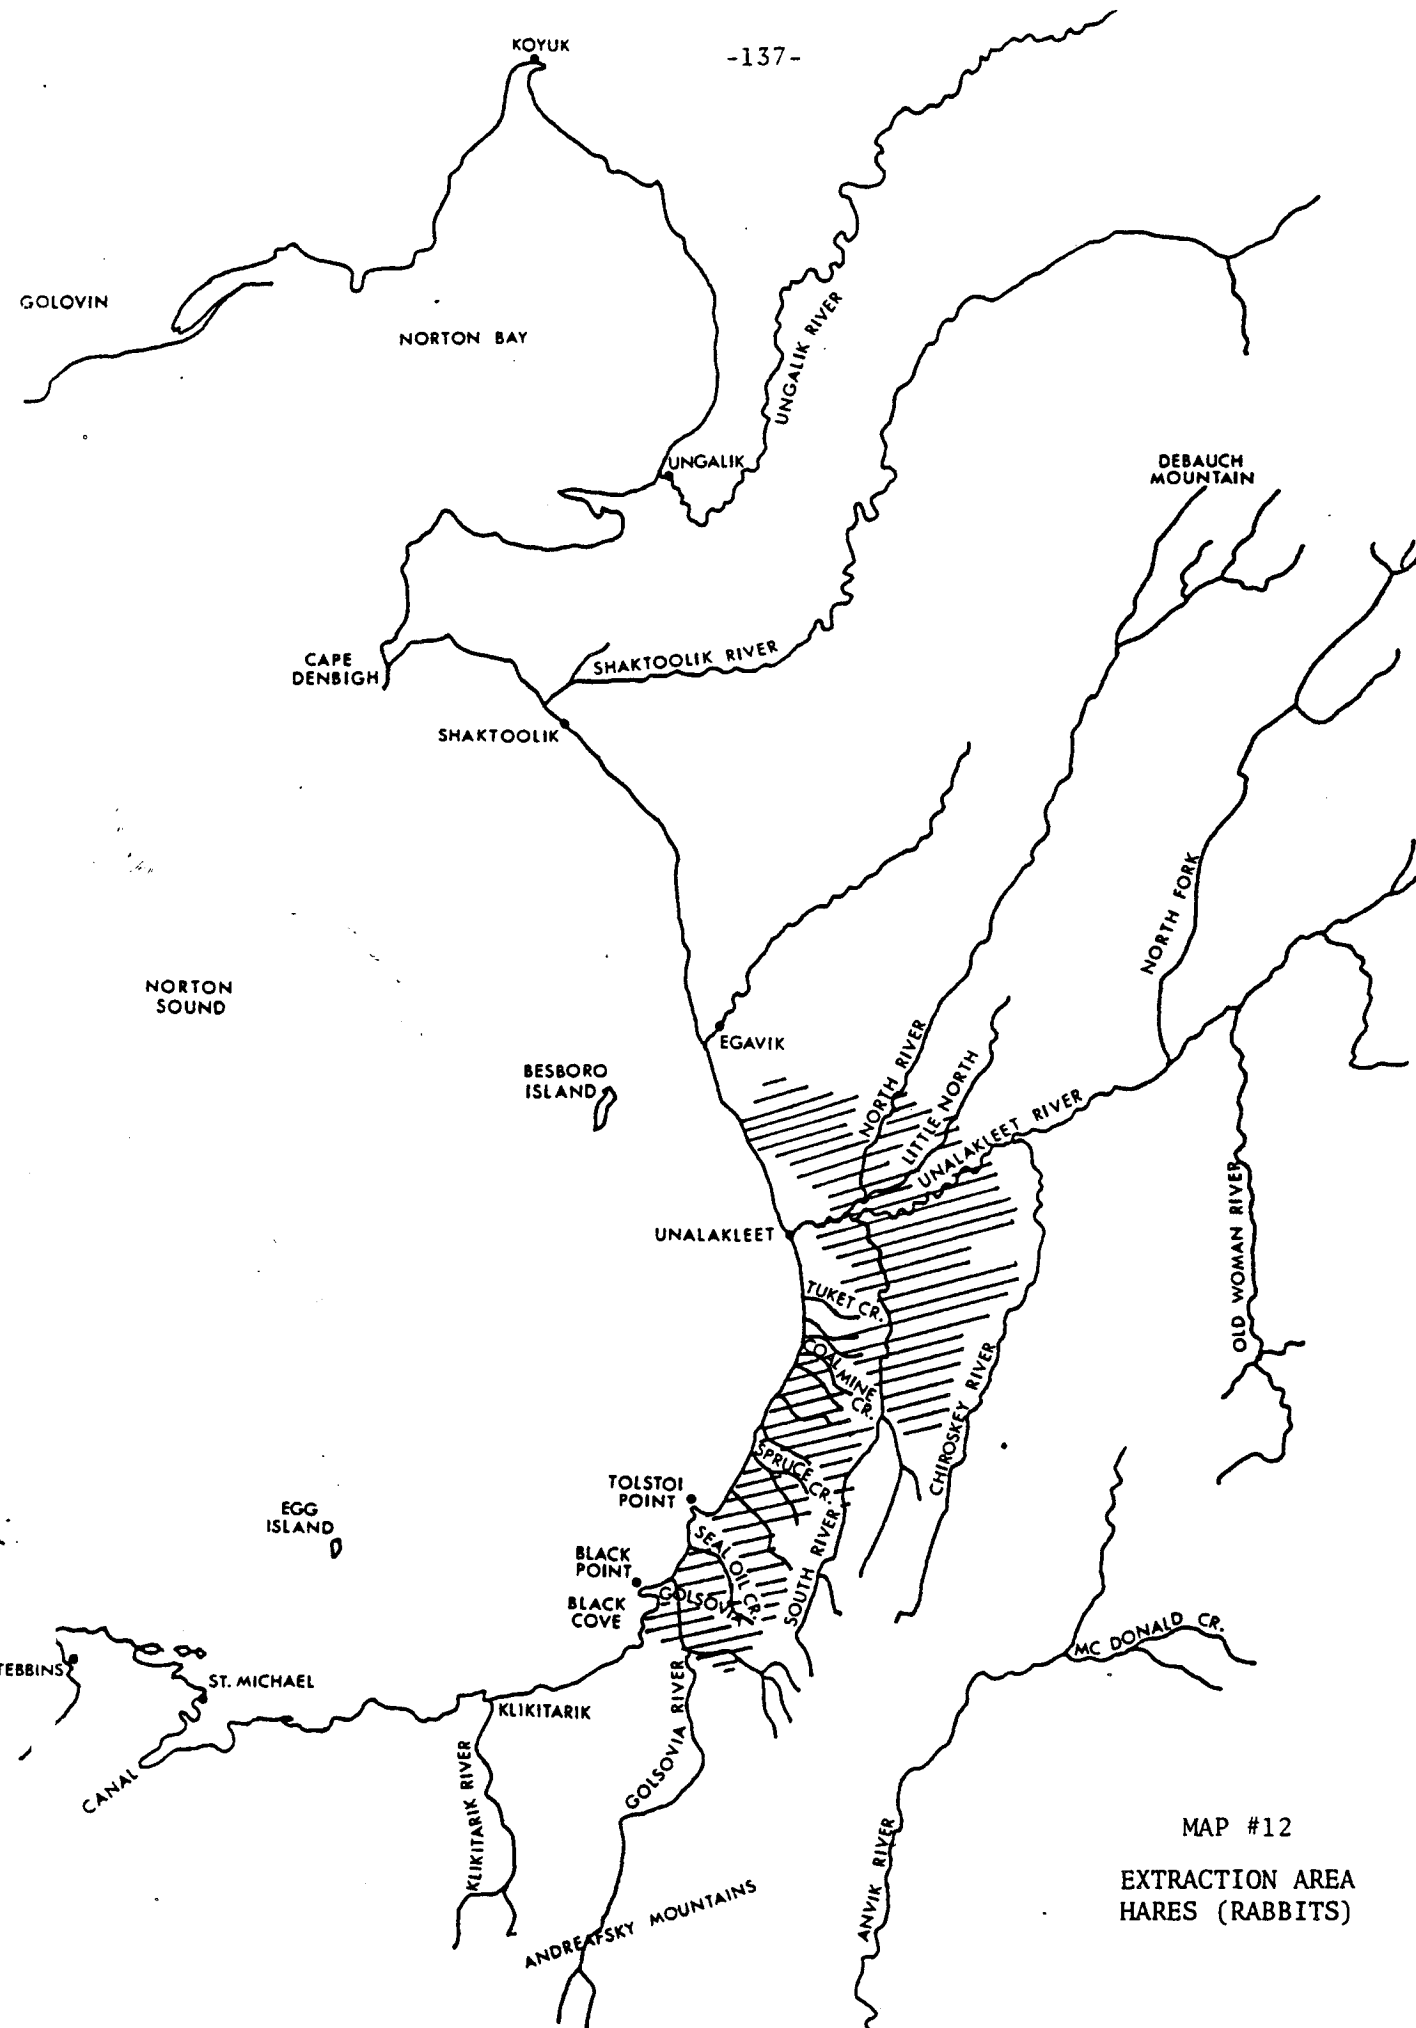 KOYUK
-137-
GOLOVIN
NORTON BAY
UNGALIK RIVER
UNGALIK
DEBAUCH
MOUNTAIN
CAPE
DENBIGH
SHAKTOOLIK RIVER
SHAKTOOLIK
NORTH FORK
NORTON
SOUND
EGAVIK
BESBORO
ISLAND
NORTH RIVER
LITTLE NORTH
UNALAKLEET RIVER
UNALAKLEET
OLD WOMAN RIVER
TUKET CR.
COAL MINE
CR.
CHIROSKEY RIVER
SPRUCE CR.
TOLSTOI
POINT
EGG
ISLAND
SEAL OIL CR.
SOUTH RIVER
BLACK
POINT
GOLSOVIA
BLACK
COVE
MC DONALD CR.
TEBBINS
ST. MICHAEL
KLIKITARIK
GOLSOVIA RIVER
CANAL
KLIKITARIK RIVER
ANVIK RIVER
ANDREAFSKY MOUNTAINS
MAP #12
EXTRACTION AREA
HARES (RABBITS)